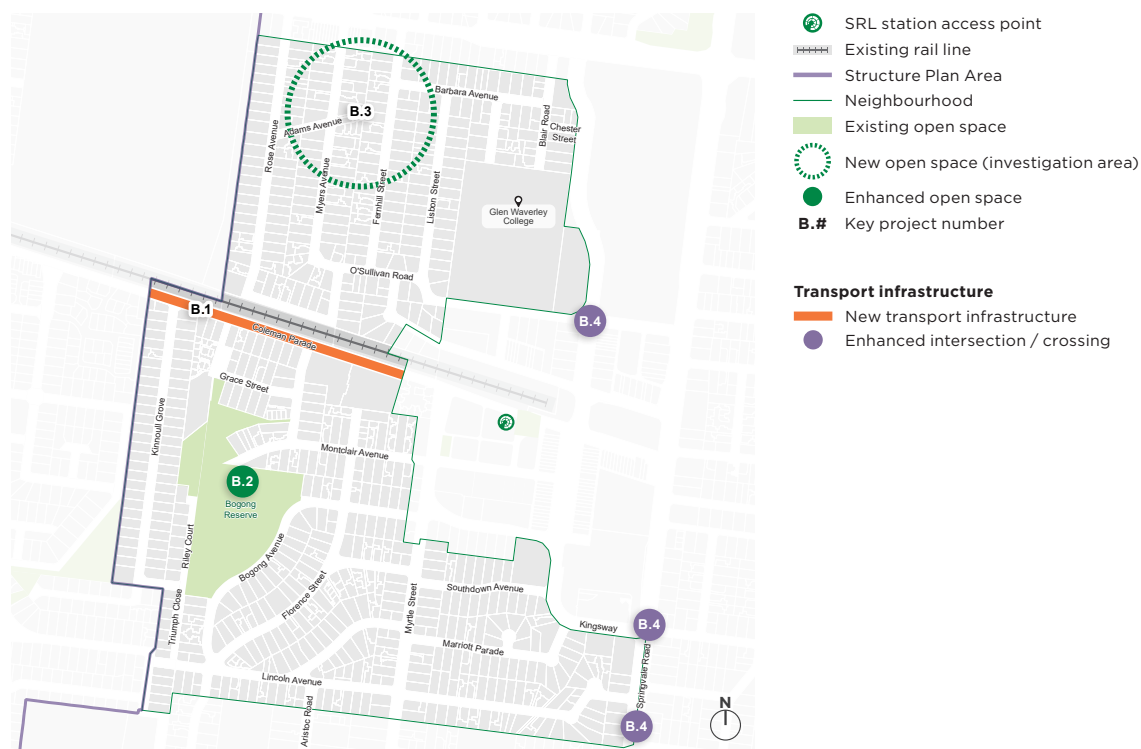 SRL station access point
Existing rail line
Structure Plan Area
Neighbourhood
Existing open space
New open space (investigation area)
Enhanced open space
B.# Key project number
Transport infrastructure
New transport infrastructure
Enhanced intersection / crossing
Barbara Avenue
B.3
Adams Avenue
Blair Road
Chester
Street
Rose Avenue
Myers Avenue
Fernhill Street
Lisbon Street
Glen Waverley
College
O'Sullivan Road
B.1
B.4
Coleman Parade
Grace Street
Kinnoull Grove
Montclair Avenue
B.2
Bogong
Reserve
Riley Court
Bogong Avenue
Florence Street
Southdown Avenue
Myrtle Street
Triumph Close
Kingsway
B.4
Marriott Parade
Springvale Road
Lincoln Avenue
Aristoc Road
B.4
N